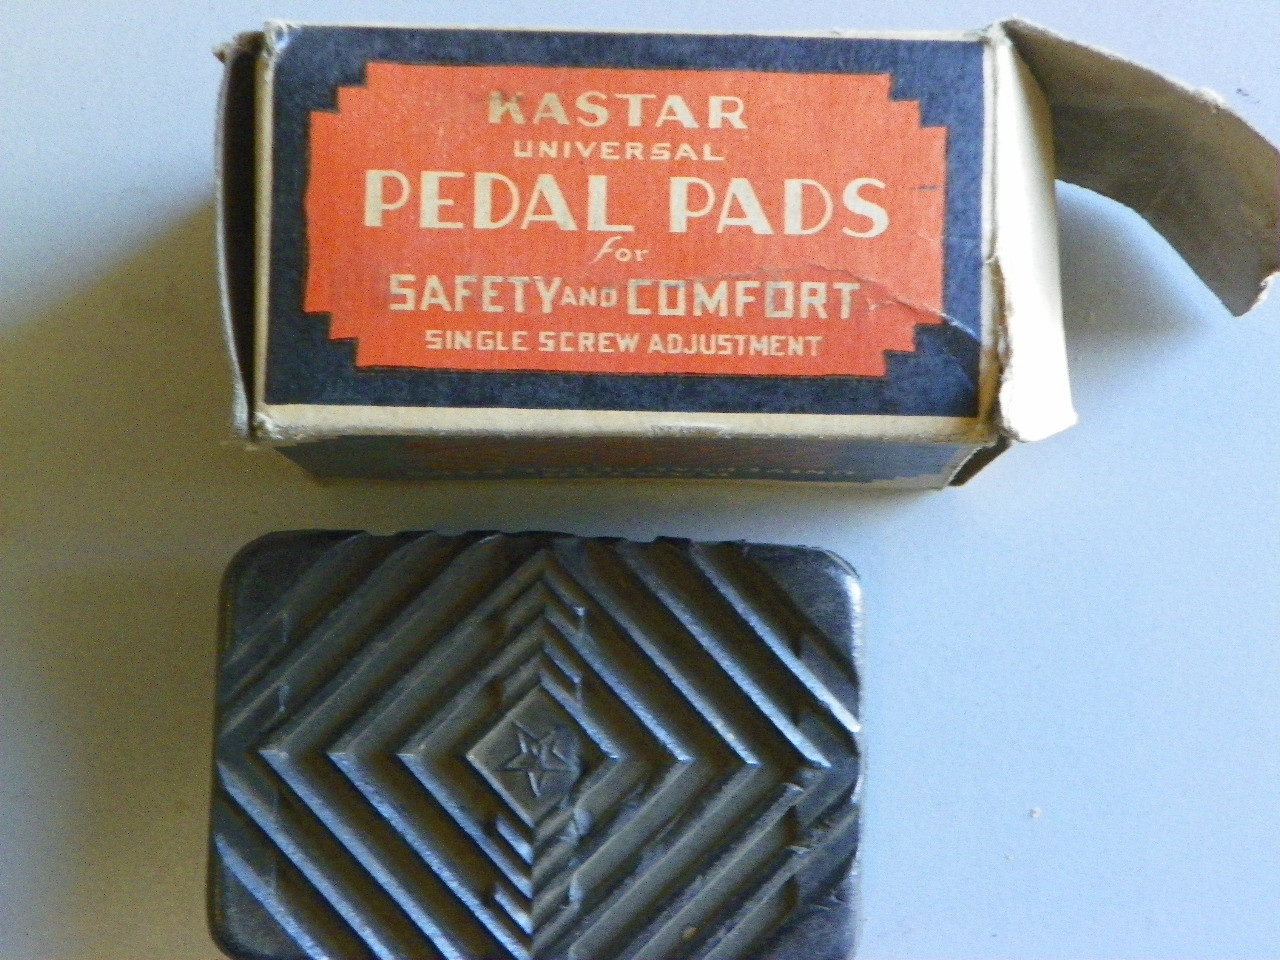 KASTAR
UNIVERSAL
PEDAL PADS
for
SAFETY AND COMFORT
SINGLE SCREW ADJUSTMENT